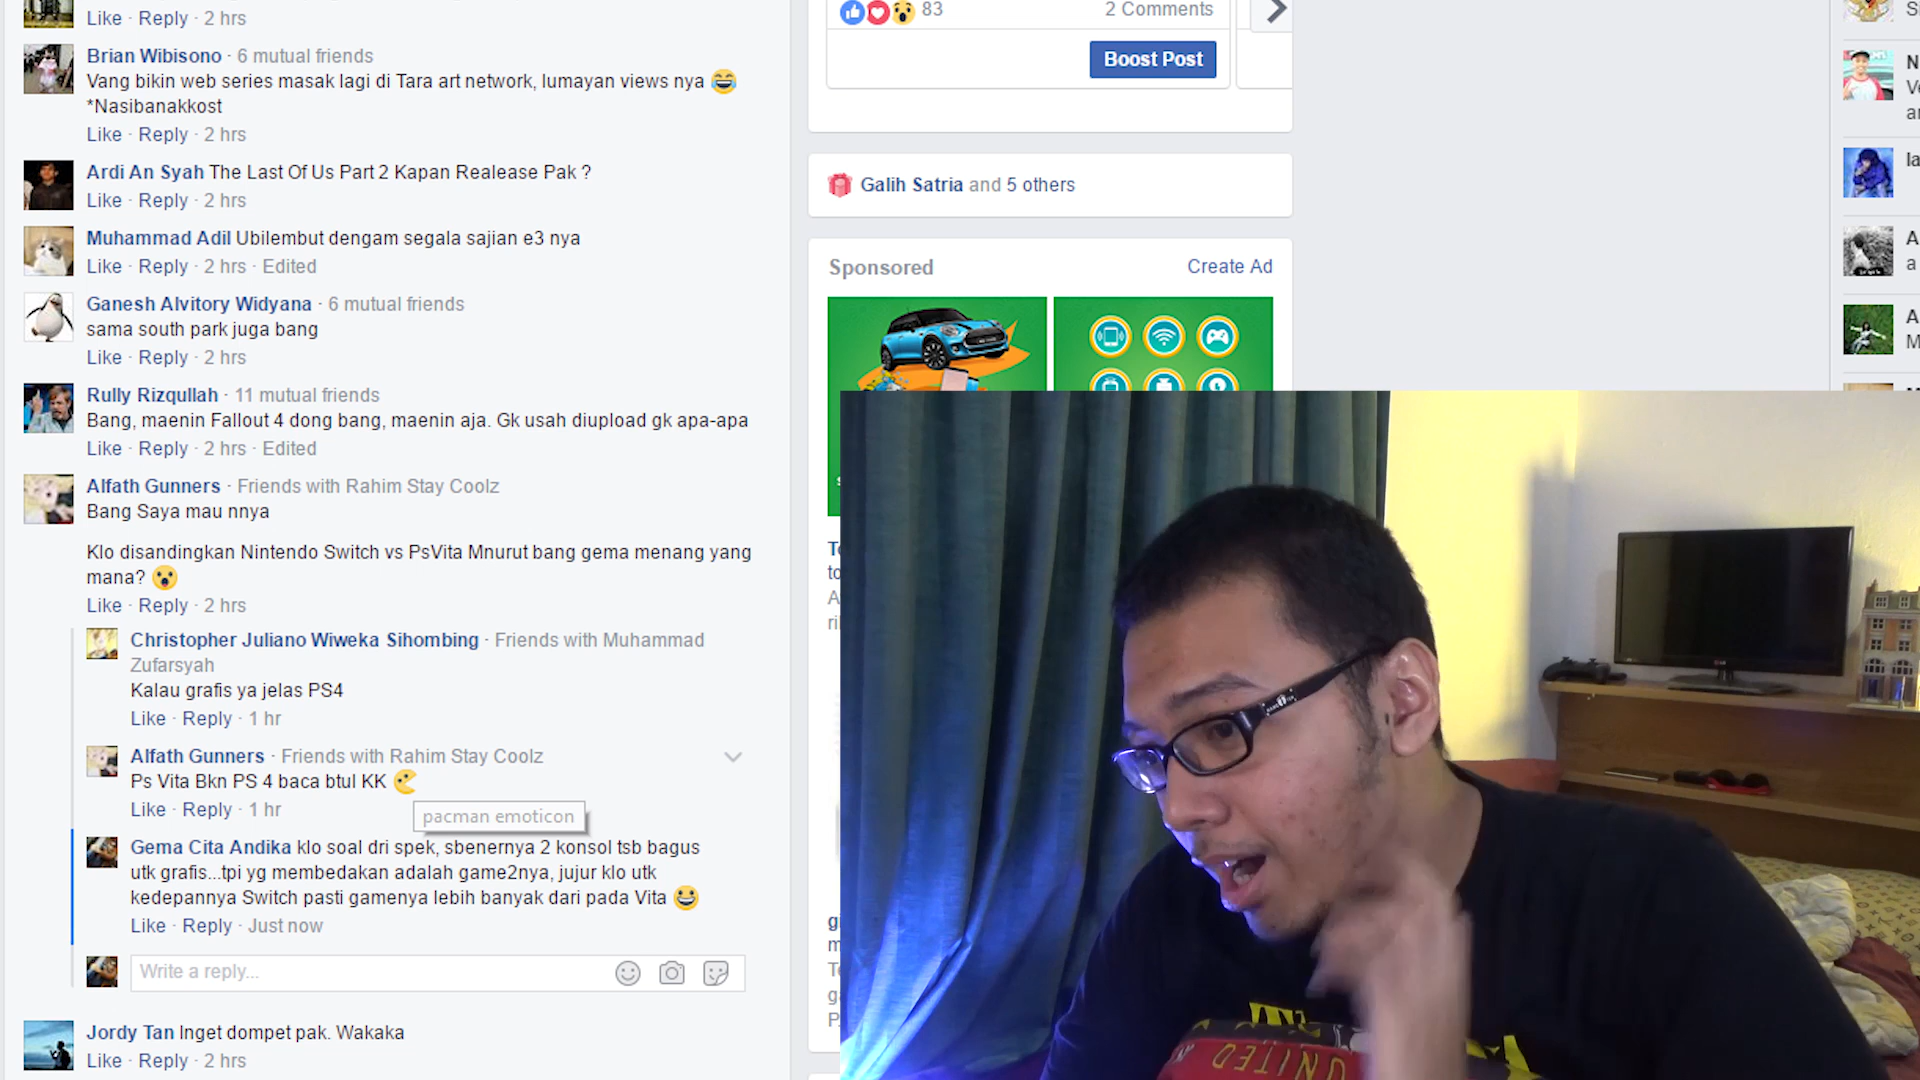 Like · Reply · 2 hrs
Brian Wibisono · 6 mutual friends
Vang bikin web series masak lagi di Tara art network, lumayan views nya 😂
*Nasibanakkost
Like · Reply · 2 hrs
Ardi An Syah The Last Of Us Part 2 Kapan Realease Pak ?
Like · Reply · 2 hrs
Muhammad Adil Ubilembut dengam segala sajian e3 nya
Like · Reply · 2 hrs · Edited
Ganesh Alvitory Widyana · 6 mutual friends
sama south park juga bang
Like · Reply · 2 hrs
Rully Rizqullah · 11 mutual friends
Bang, maenin Fallout 4 dong bang, maenin aja. Gk usah diupload gk apa-apa
Like · Reply · 2 hrs · Edited
Alfath Gunners · Friends with Rahim Stay Coolz
Bang Saya mau nnya
Klo disandingkan Nintendo Switch vs PsVita Mnurut bang gema menang yang
mana? 😮
Like · Reply · 2 hrs
Christopher Juliano Wiweka Sihombing · Friends with Muhammad
Zufarsyah
Kalau grafis ya jelas PS4
Like · Reply · 1 hr
Alfath Gunners · Friends with Rahim Stay Coolz
Ps Vita Bkn PS 4 baca btul KK
Like · Reply · 1 hr
pacman emoticon
Gema Cita Andika klo soal dri spek, sbenernya 2 konsol tsb bagus
utk grafis...tpi yg membedakan adalah game2nya, jujur klo utk
kedepannya Switch pasti gamenya lebih banyak dari pada Vita 😀
Like · Reply · Just now
Write a reply...
Jordy Tan Inget dompet pak. Wakaka
Like · Reply · 2 hrs
83
2 Comments
Boost Post
Galih Satria and 5 others
Sponsored
Create Ad
UNITED